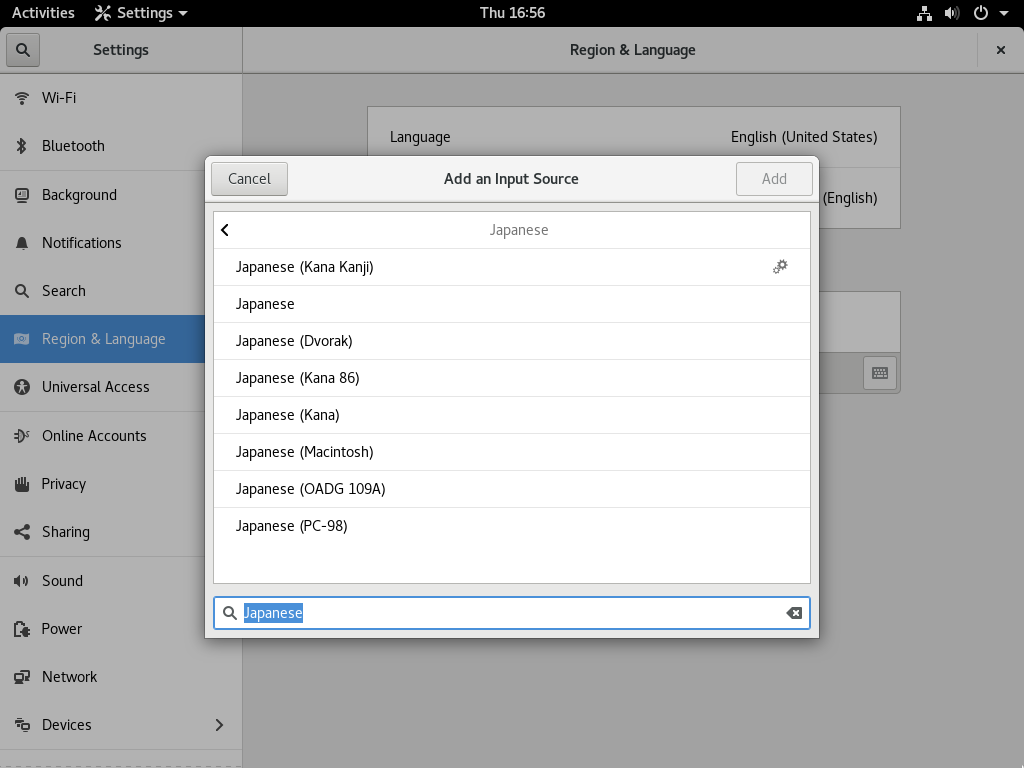 Activities
Settings
Thu 16:56
Settings
Region & Language
Wi-Fi
Bluetooth
Background
Notifications
Search
Region & Language
Universal Access
Online Accounts
Privacy
Sharing
Sound
Power
Network
Devices
Language
English (United States)
(English)
Cancel
Add an Input Source
Add
Japanese
Japanese (Kana Kanji)
Japanese
Japanese (Dvorak)
Japanese (Kana 86)
Japanese (Kana)
Japanese (Macintosh)
Japanese (OADG 109A)
Japanese (PC-98)
Japanese